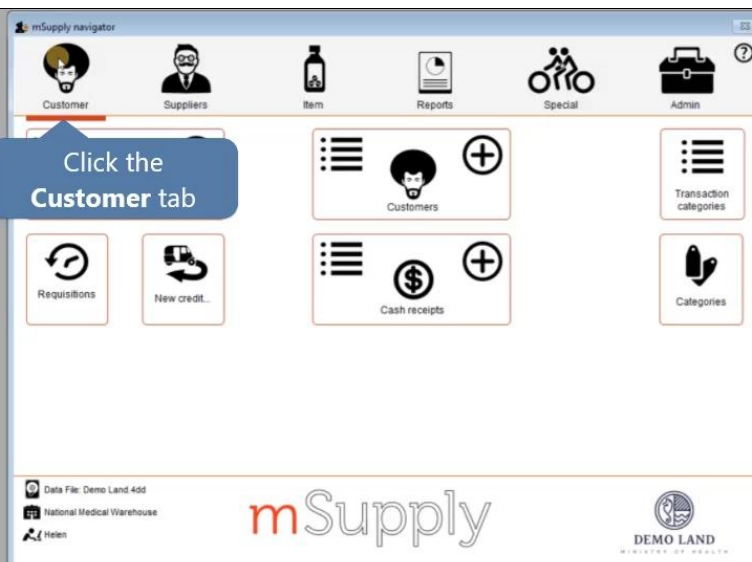 mSupply navigator
?
Customer
Suppliers
Item
Reports
Special
Admin
Click the
Customer tab
Customers
Transaction
categories
Requisitions
New credit...
Cash receipts
Categories
Data File: Demo Land.4dd
National Medical Warehouse
Helen
mSupply
DEMO LAND
MINISTRY OF HEALTH